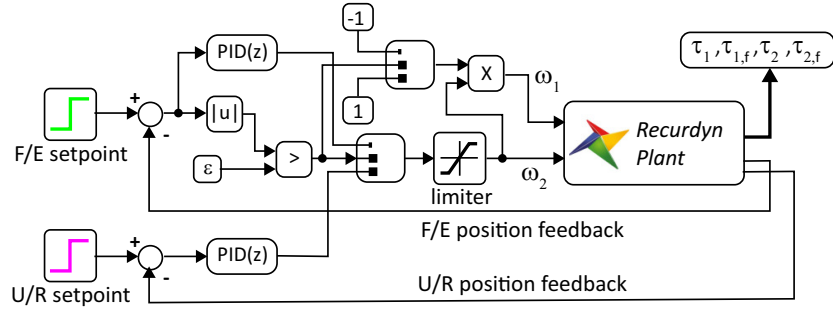 -1
PID(z)
X
τ1 ,τ1,f ,τ2 ,τ2,f
1
ω1
+
-
|u|
F/E setpoint
Recurdyn
Plant
ε
>
limiter
ω2
F/E position feedback
+
-
PID(z)
U/R setpoint
U/R position feedback